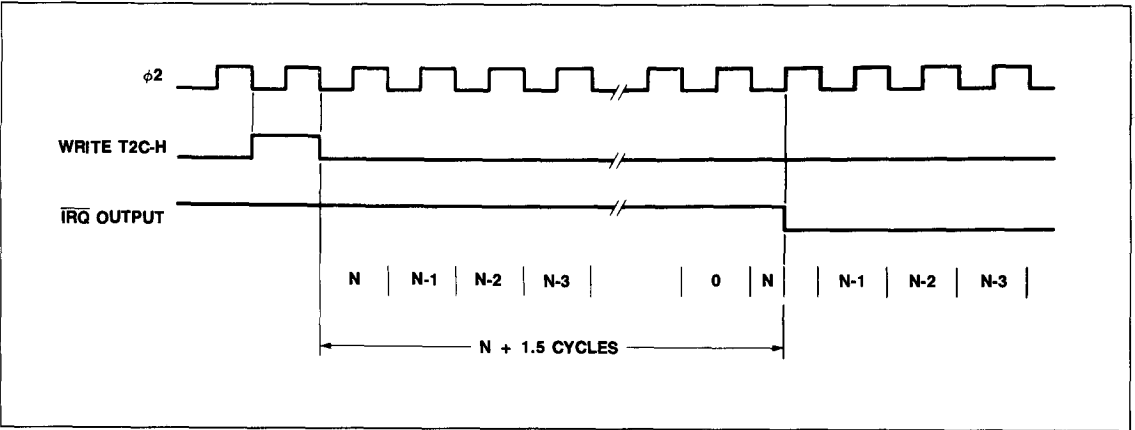 ϕ2
WRITE T2C-H
IRQ OUTPUT
N | N-1 | N-2 | N-3 | | 0 | N | | N-1 | N-2 | N-3 |
N + 1.5 CYCLES